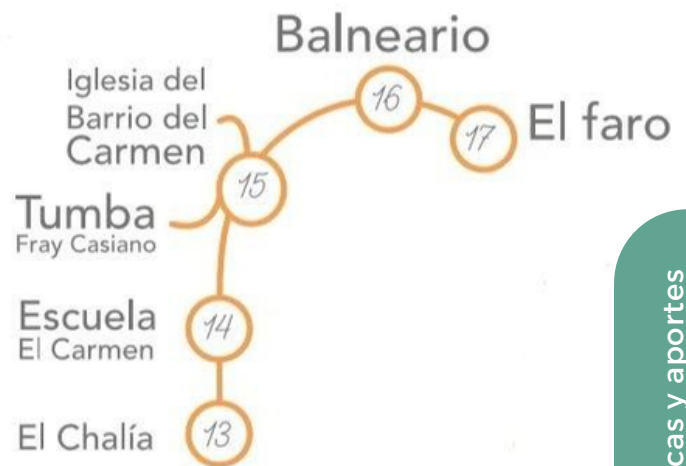 Balneario
16
El faro
17
Iglesia del
Barrio del
Carmen
15
Tumba
Fray Casiano
Escuela
El Carmen
14
El Chalía
13
cas y aportes